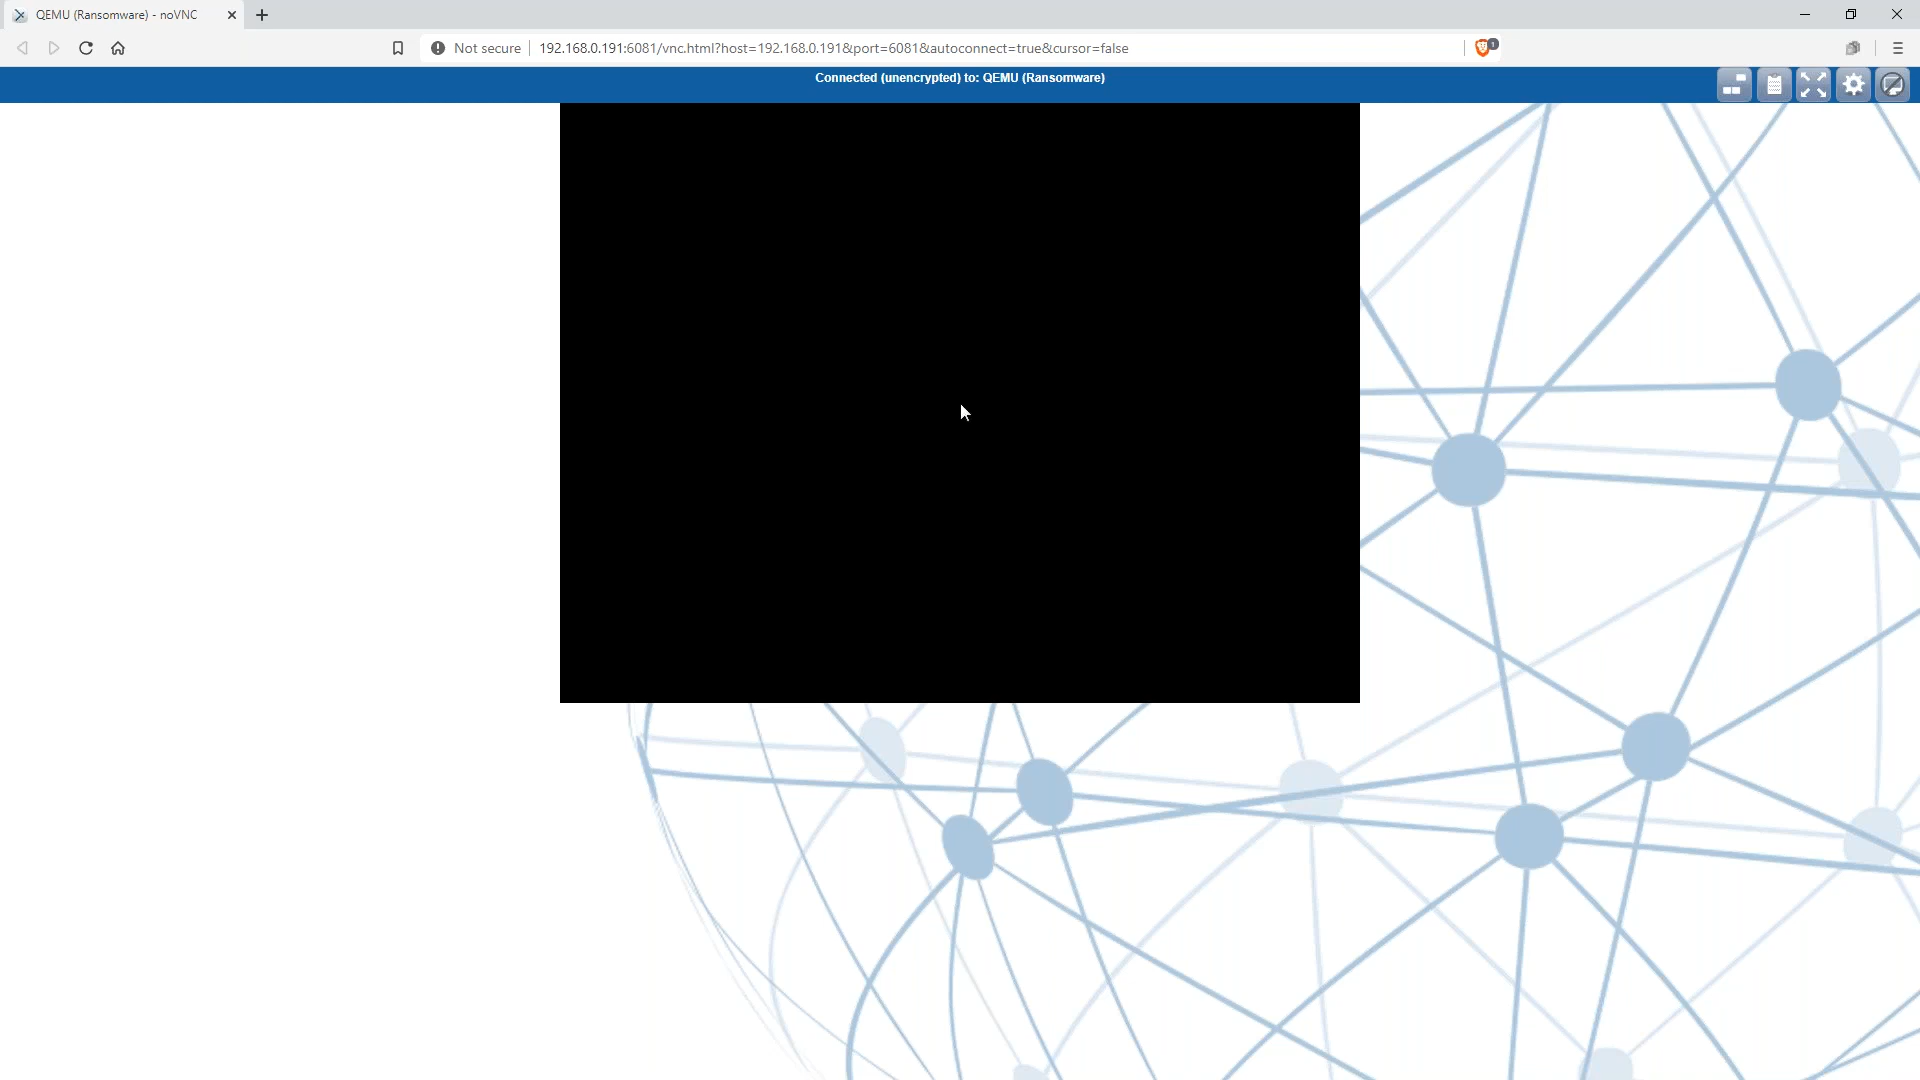 QEMU (Ransomware) - noVNC
Not secure
192.168.0.191:6081/vnc.html?host=192.168.0.191&port=6081&autoconnect=true&cursor=false
1
Connected (unencrypted) to: QEMU (Ransomware)